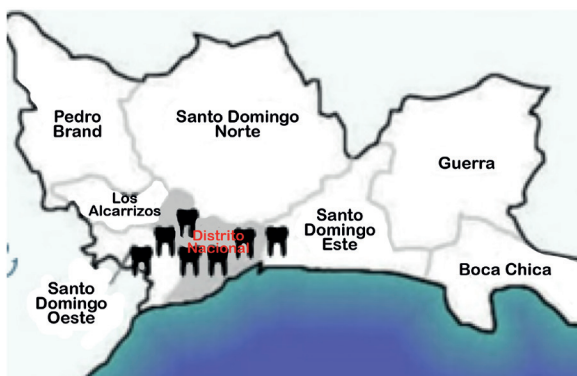 Pedro
Brand
Santo Domingo
Norte
Guerra
Los
Alcarrizos
Distrito
Nacional
Santo
Domingo
Este
Boca Chica
Santo
Domingo
Oeste